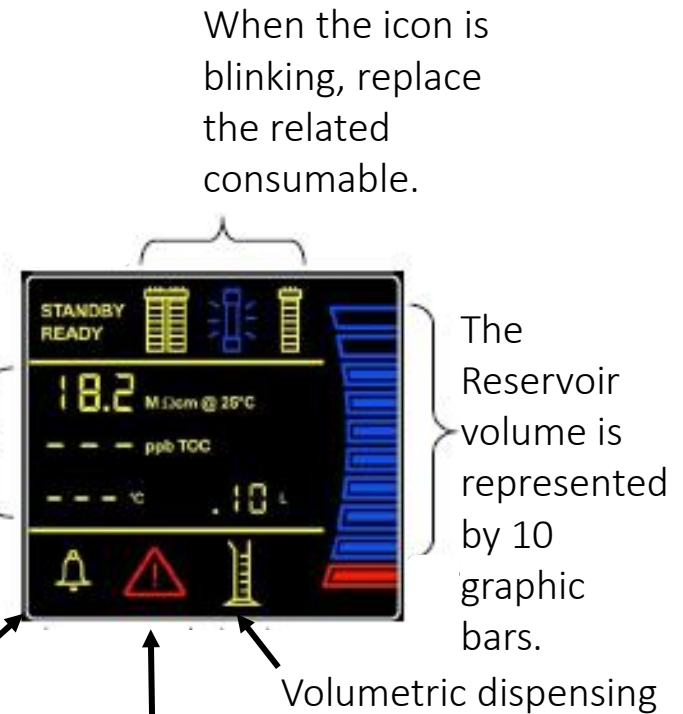 When the icon is
blinking, replace
the related
consumable.
STANDBY
READY
18.2 MΩcm @ 25°C
--- ppb TOC
--- °C .10 L
The
Reservoir
volume is
represented
by 10
graphic
bars.
Volumetric dispensing